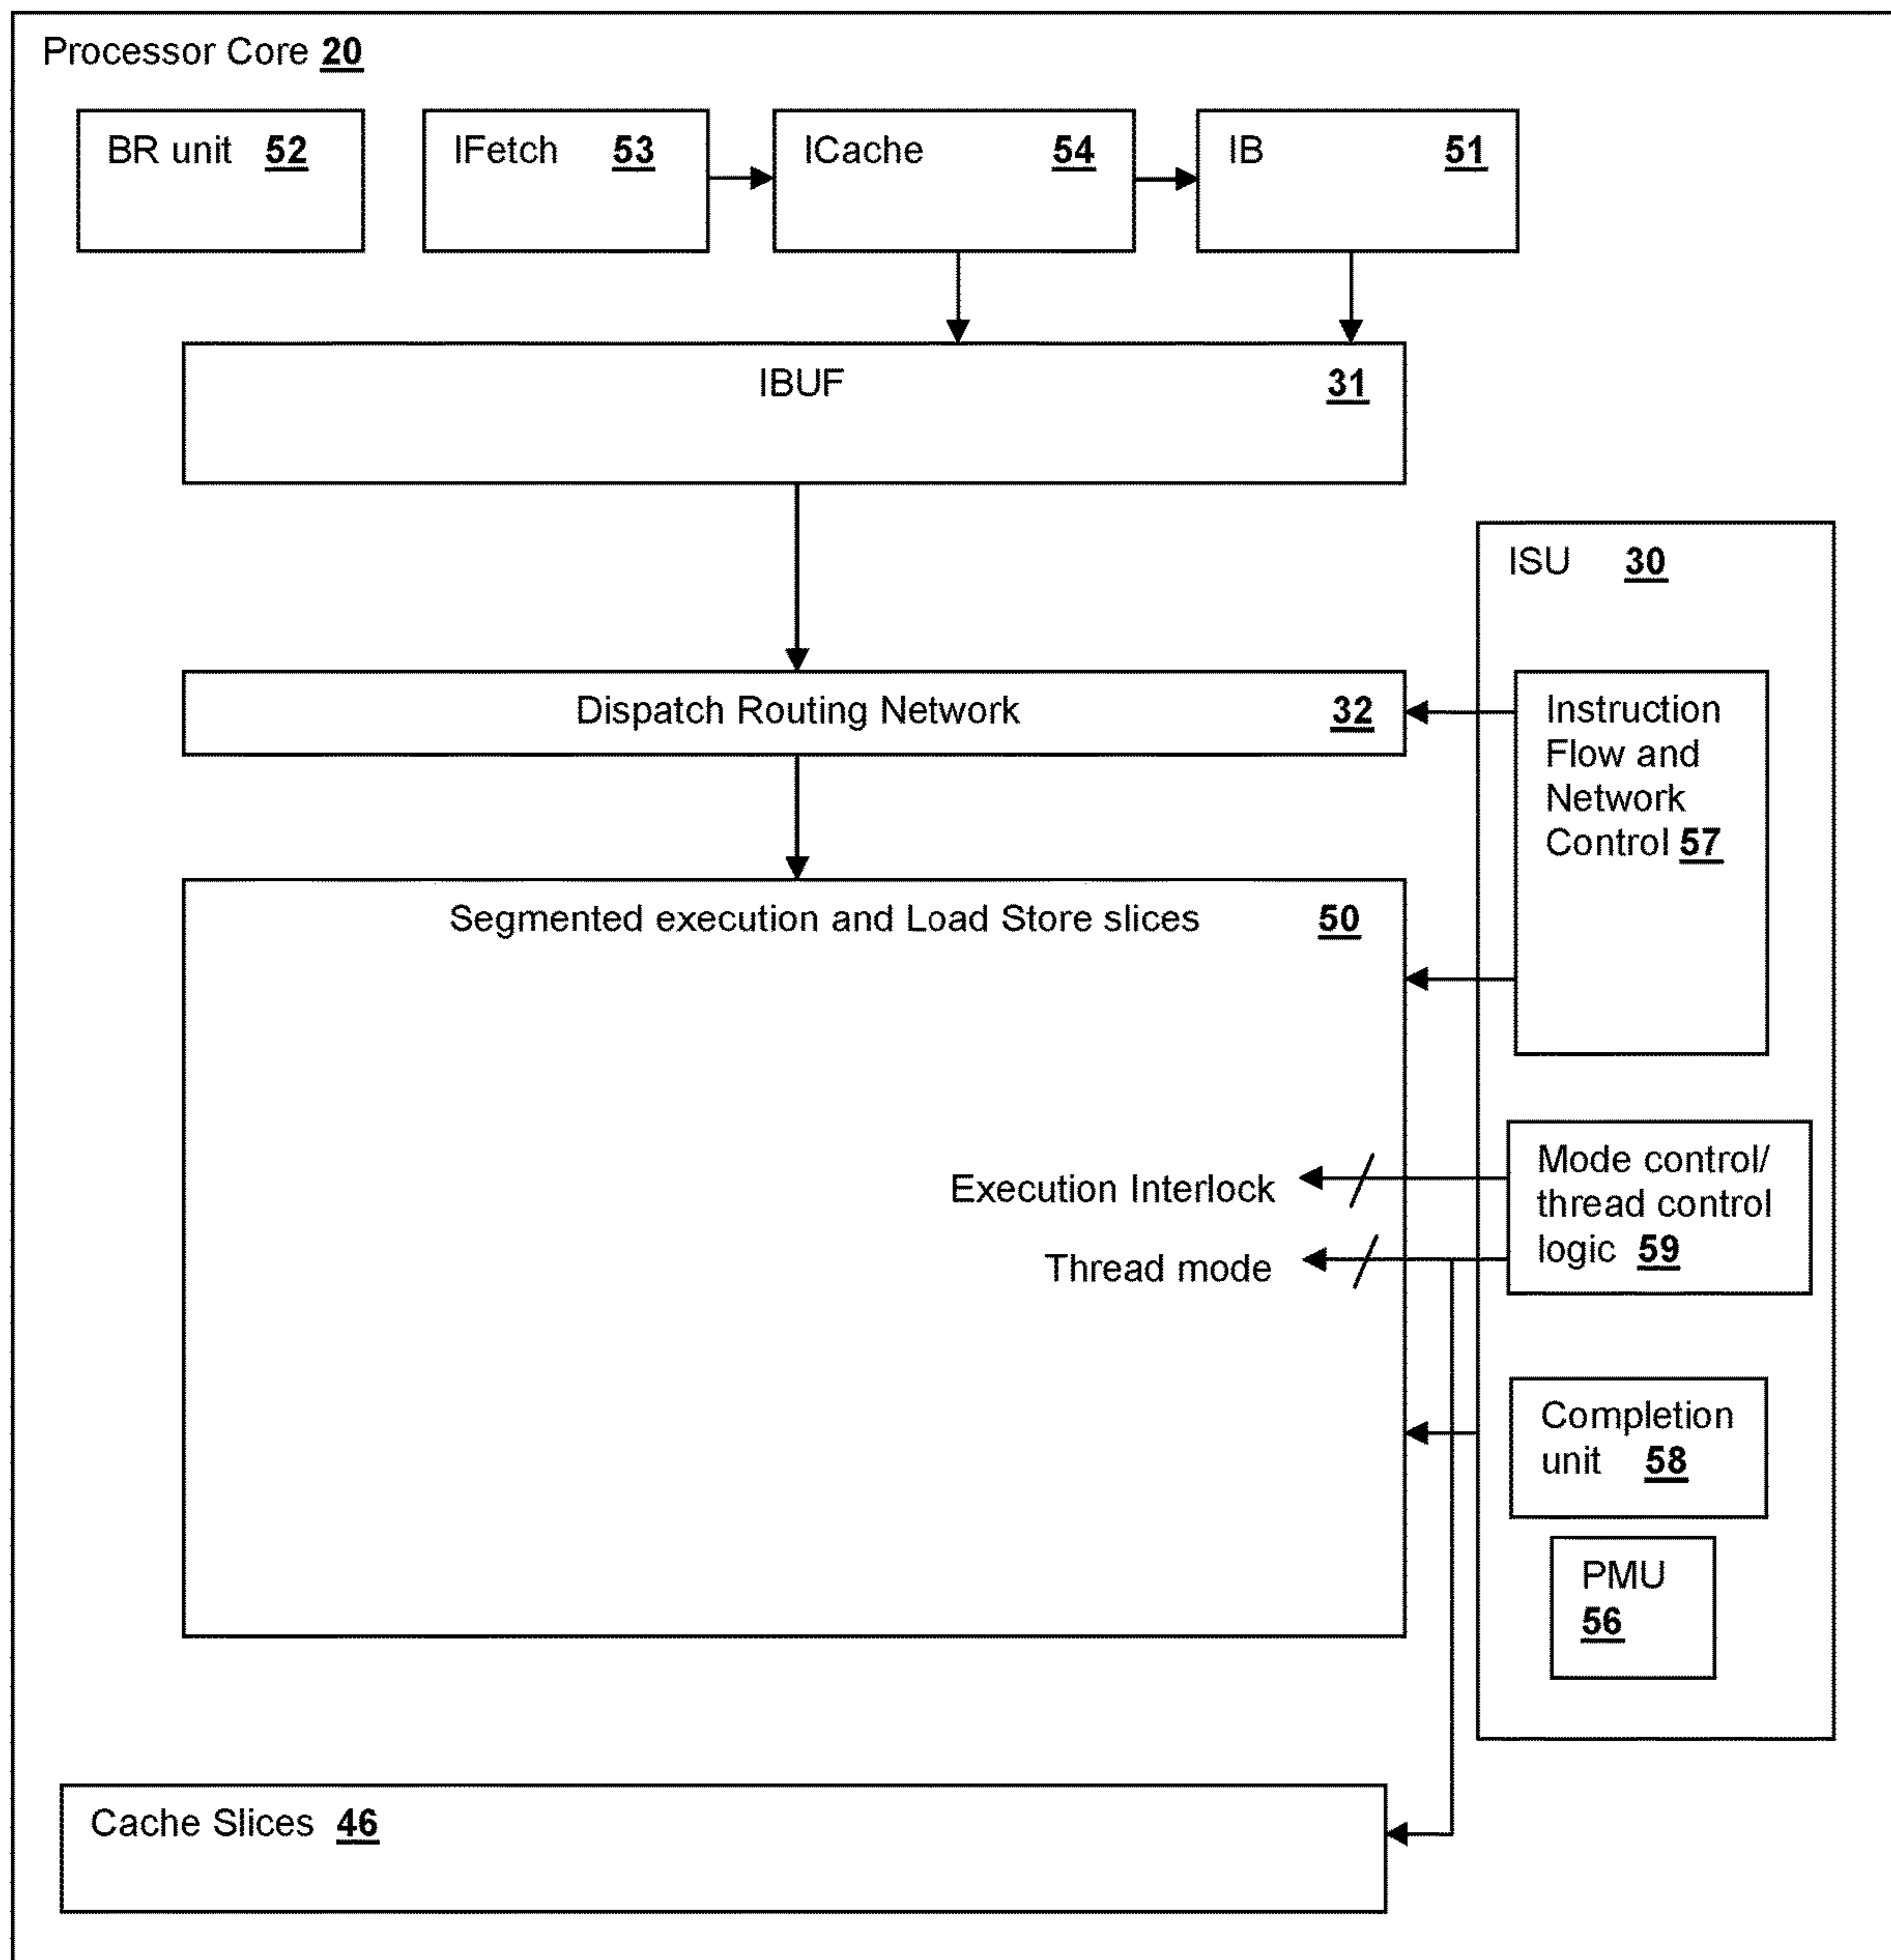 Processor Core 20
BR unit 52
IFetch 53
ICache 54
IB 51
IBUF 31
ISU 30
Dispatch Routing Network 32
Instruction
Flow and
Network
Control 57
Segmented execution and Load Store slices 50
Execution Interlock
Thread mode
Mode control/
thread control
logic 59
Completion
unit 58
PMU
56
Cache Slices 46